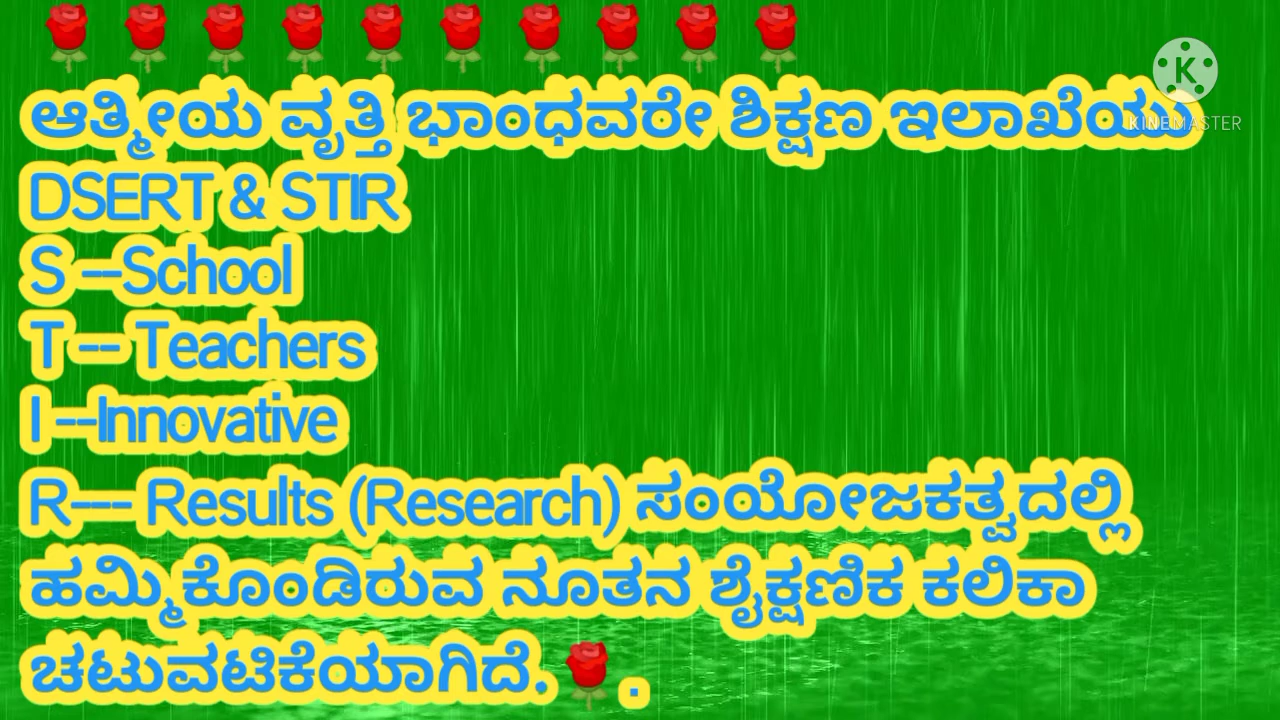 🌹 🌹 🌹 🌹 🌹 🌹 🌹 🌹 🌹 🌹
ಆತ್ಮೀಯ ವೃತ್ತಿ ಭಾಂಧವರೇ ಶಿಕ್ಷಣ ಇಲಾಖೆಯು
K
KINEMASTER
DSERT & STIR
S --School
T -- Teachers
I --Innovative
R--- Results (Research) ಸಂಯೋಜಕತ್ವದಲ್ಲಿ
ಹಮ್ಮಿಕೊಂಡಿರುವ ನೂತನ ಶೈಕ್ಷಣಿಕ ಕಲಿಕಾ
ಚಟುವಟಿಕೆಯಾಗಿದೆ.🌹.